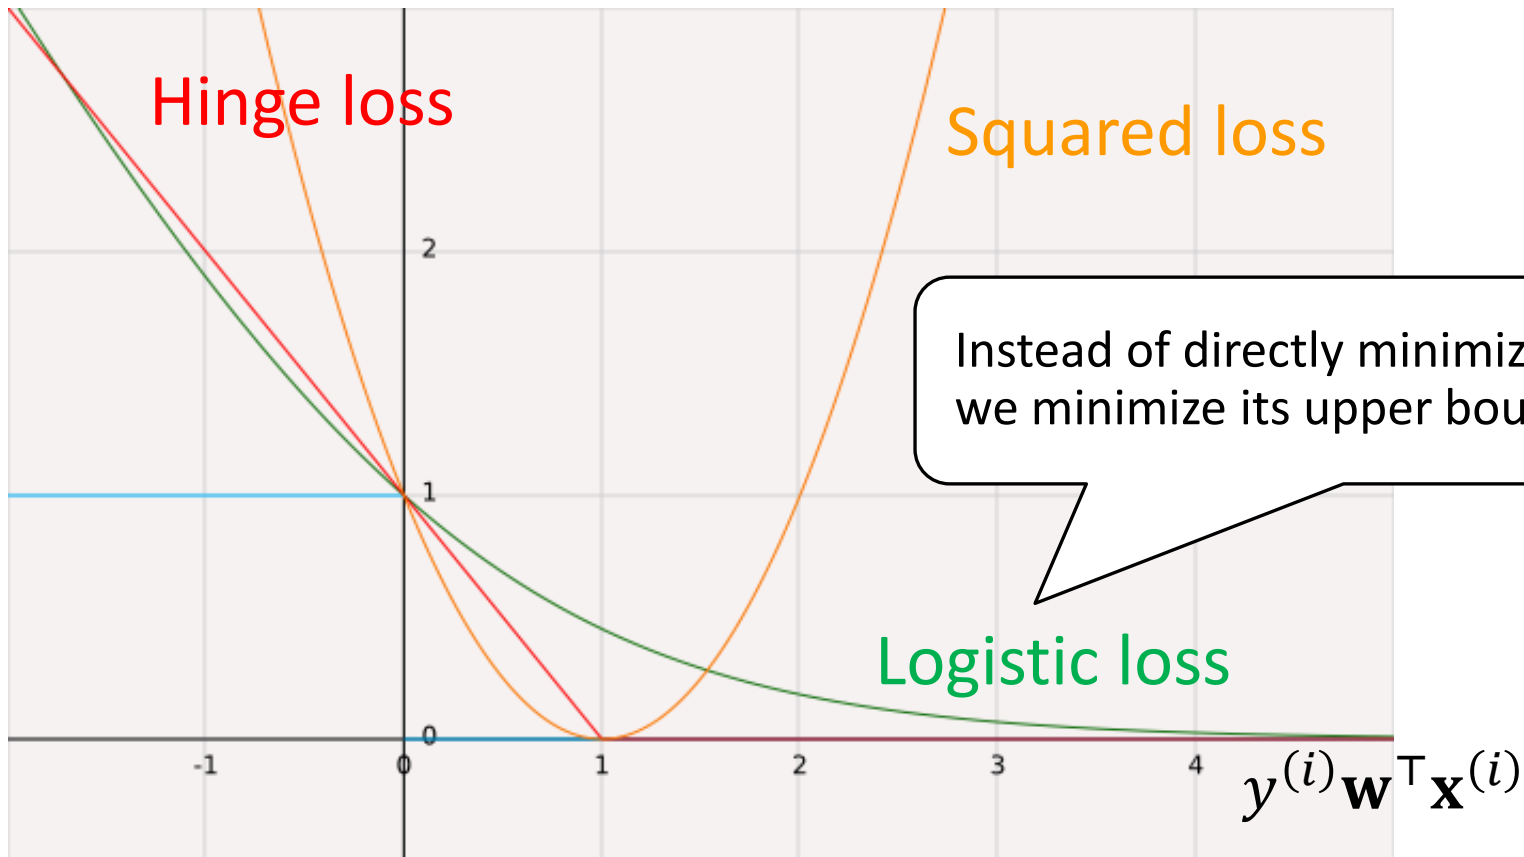 Hinge loss
Squared loss
2
Instead of directly minimiz
we minimize its upper bou
1
Logistic loss
0
-1 0 1 2 3 4
y^(i) w^⊤ x^(i)